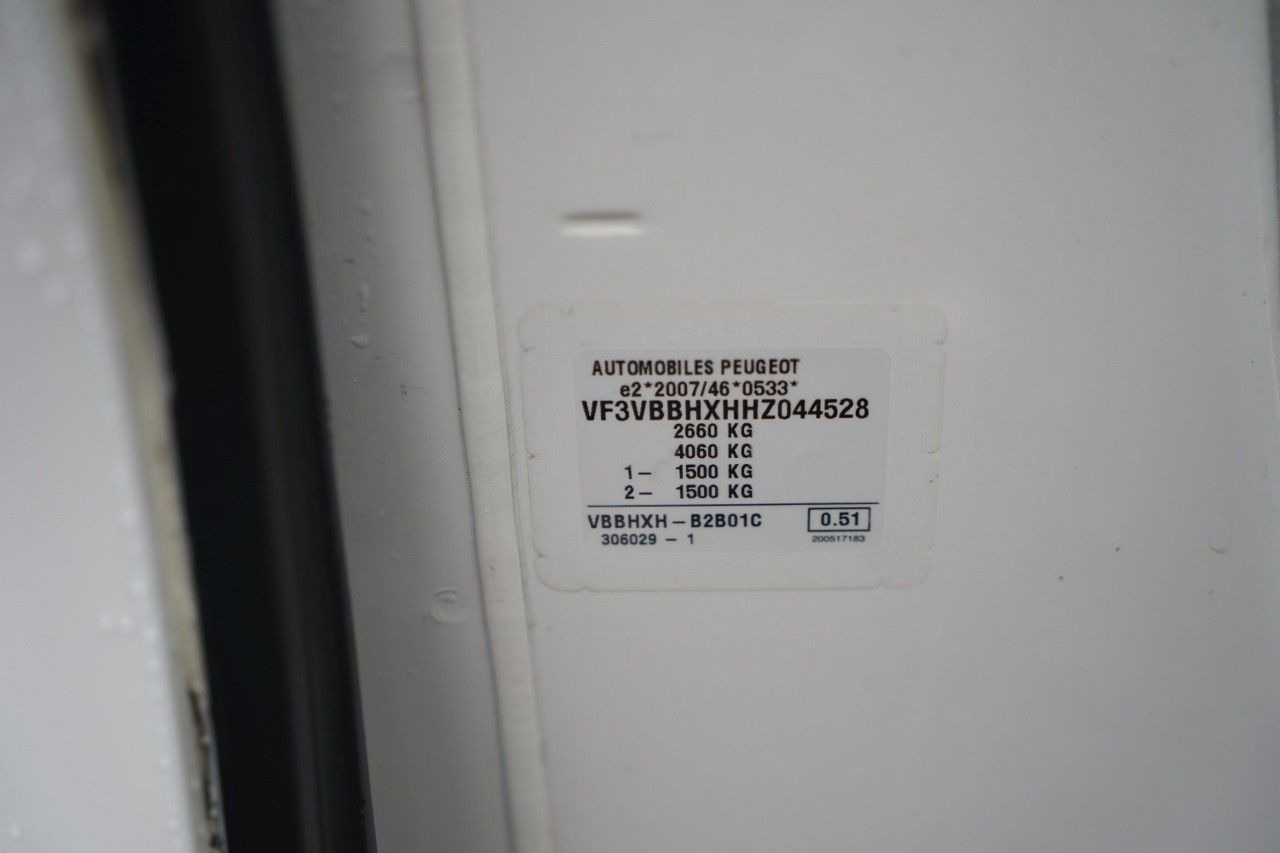 AUTOMOBILES PEUGEOT
e2*2007/46*0533*
VF3VBBHXHHZ044528
2660 KG
4060 KG
1- 1500 KG
2- 1500 KG
VBBHXH - B2B01C 0.51
306029 - 1 200517183